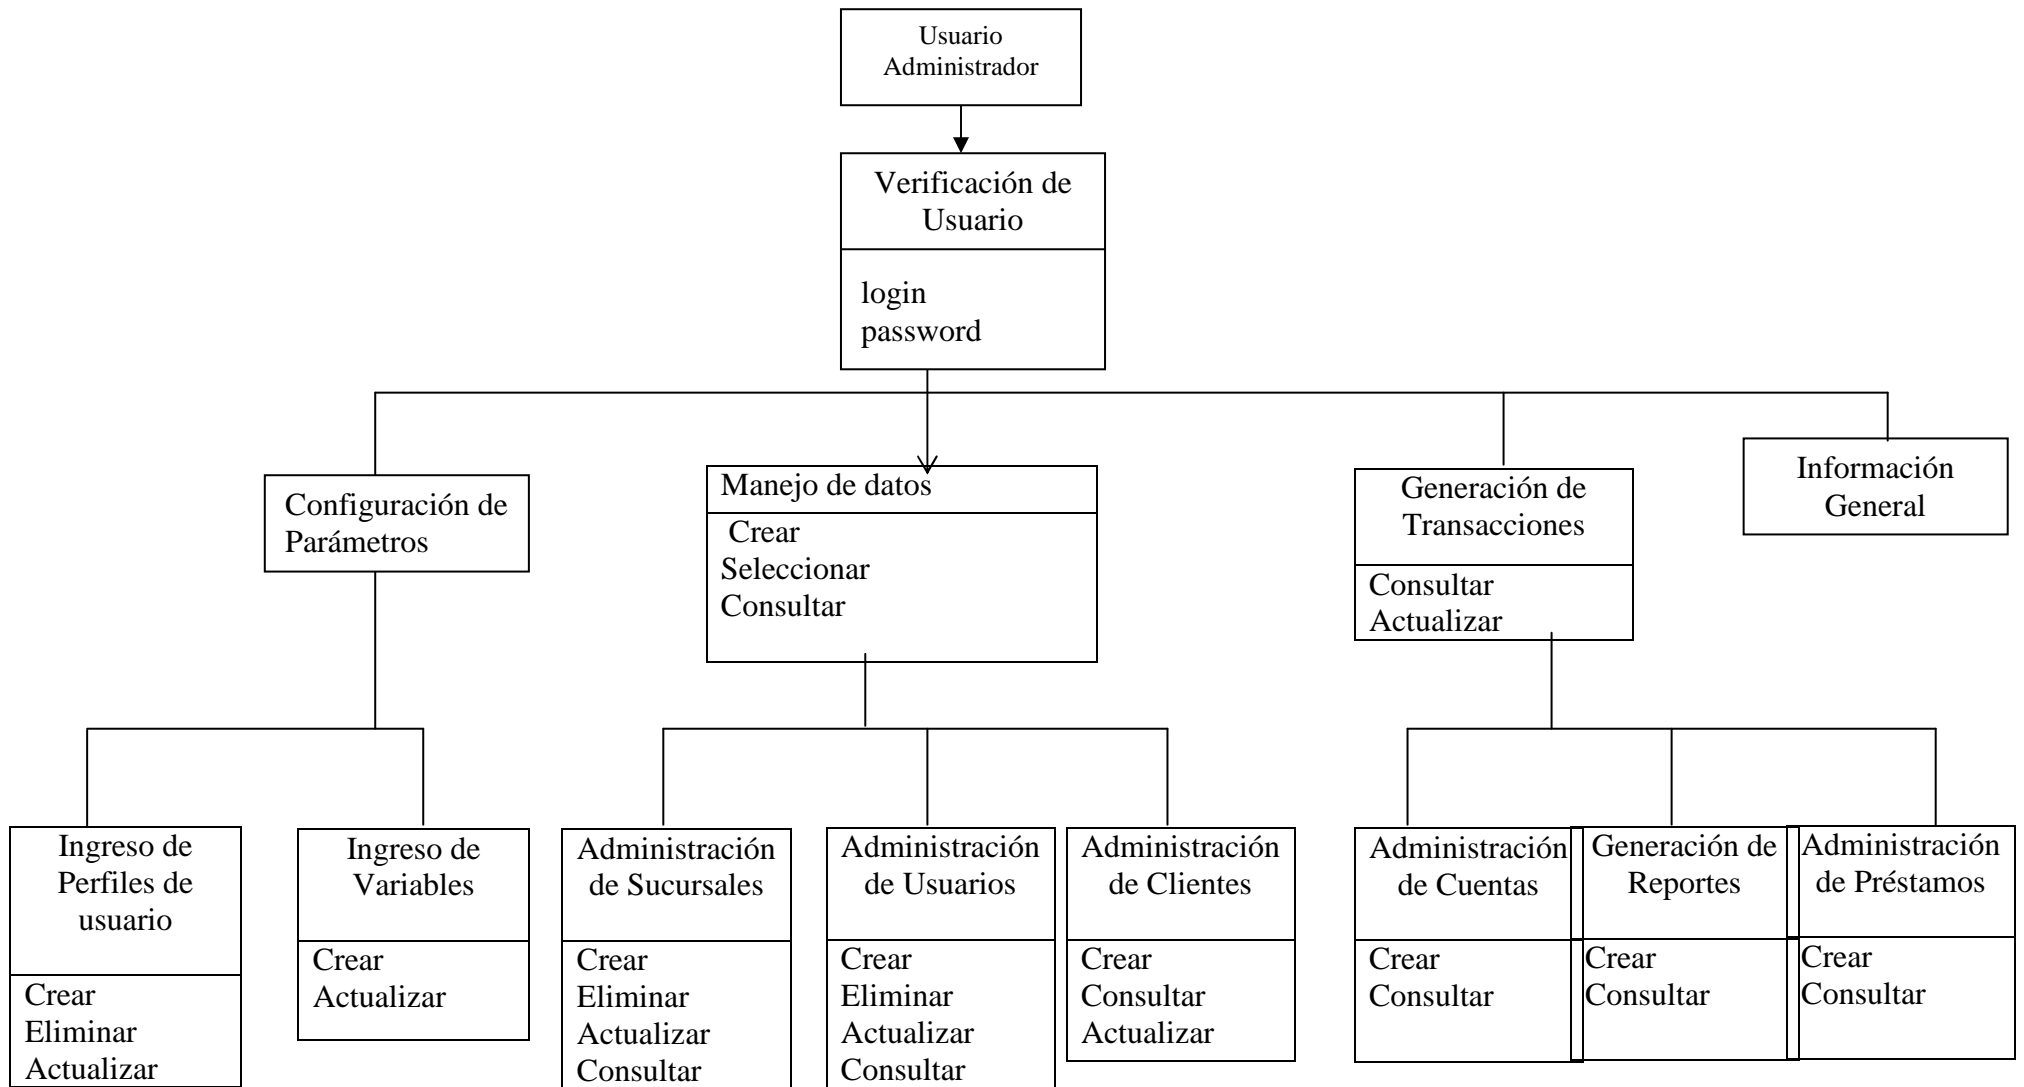 Usuario
Administrador
Verificación de
Usuario
login
password
Configuración de
Parámetros
Manejo de datos
Crear
Seleccionar
Consultar
Generación de
Transacciones
Consultar
Actualizar
Información
General
Ingreso de
Perfiles de
usuario
Crear
Eliminar
Actualizar
Ingreso de
Variables
Crear
Actualizar
Administración
de Sucursales
Crear
Eliminar
Actualizar
Consultar
Administración
de Usuarios
Crear
Eliminar
Actualizar
Consultar
Administración
de Clientes
Crear
Consultar
Actualizar
Administración
de Cuentas
Crear
Consultar
Generación de
Reportes
Crear
Consultar
Administración
de Préstamos
Crear
Consultar